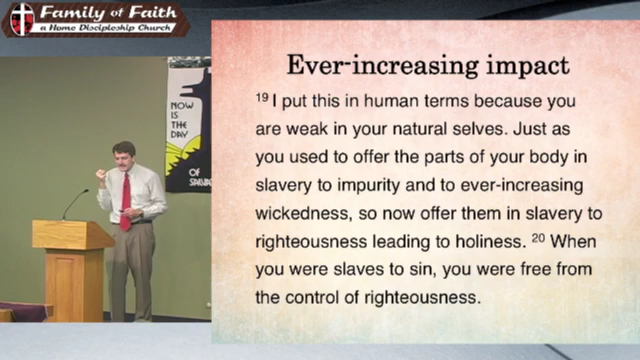 Family of Faith
a Home Discipleship Church
NOW
IS
THE
DAY
OF
Ever-increasing impact
19 I put this in human terms because you
are weak in your natural selves. Just as
you used to offer the parts of your body in
slavery to impurity and to ever-increasing
wickedness, so now offer them in slavery to
righteousness leading to holiness. 20 When
you were slaves to sin, you were free from
the control of righteousness.